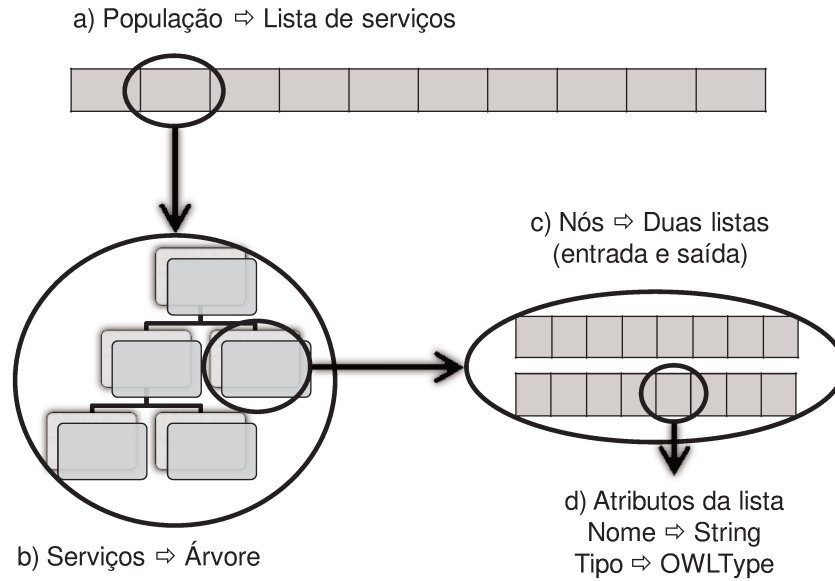 a) População ⇨ Lista de serviços
c) Nós ⇨ Duas listas
(entrada e saída)
d) Atributos da lista
Nome ⇨ String
Tipo ⇨ OWLType
b) Serviços ⇨ Árvore